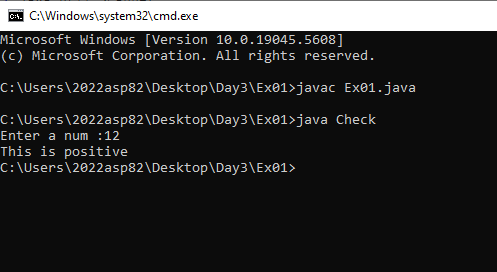 C:\Windows\system32\cmd.exe
Microsoft Windows [Version 10.0.19045.5608]
(c) Microsoft Corporation. All rights reserved.
C:\Users\2022asp82\Desktop\Day3\Ex01>javac Ex01.java
C:\Users\2022asp82\Desktop\Day3\Ex01>java Check
Enter a num :12
This is positive
C:\Users\2022asp82\Desktop\Day3\Ex01>